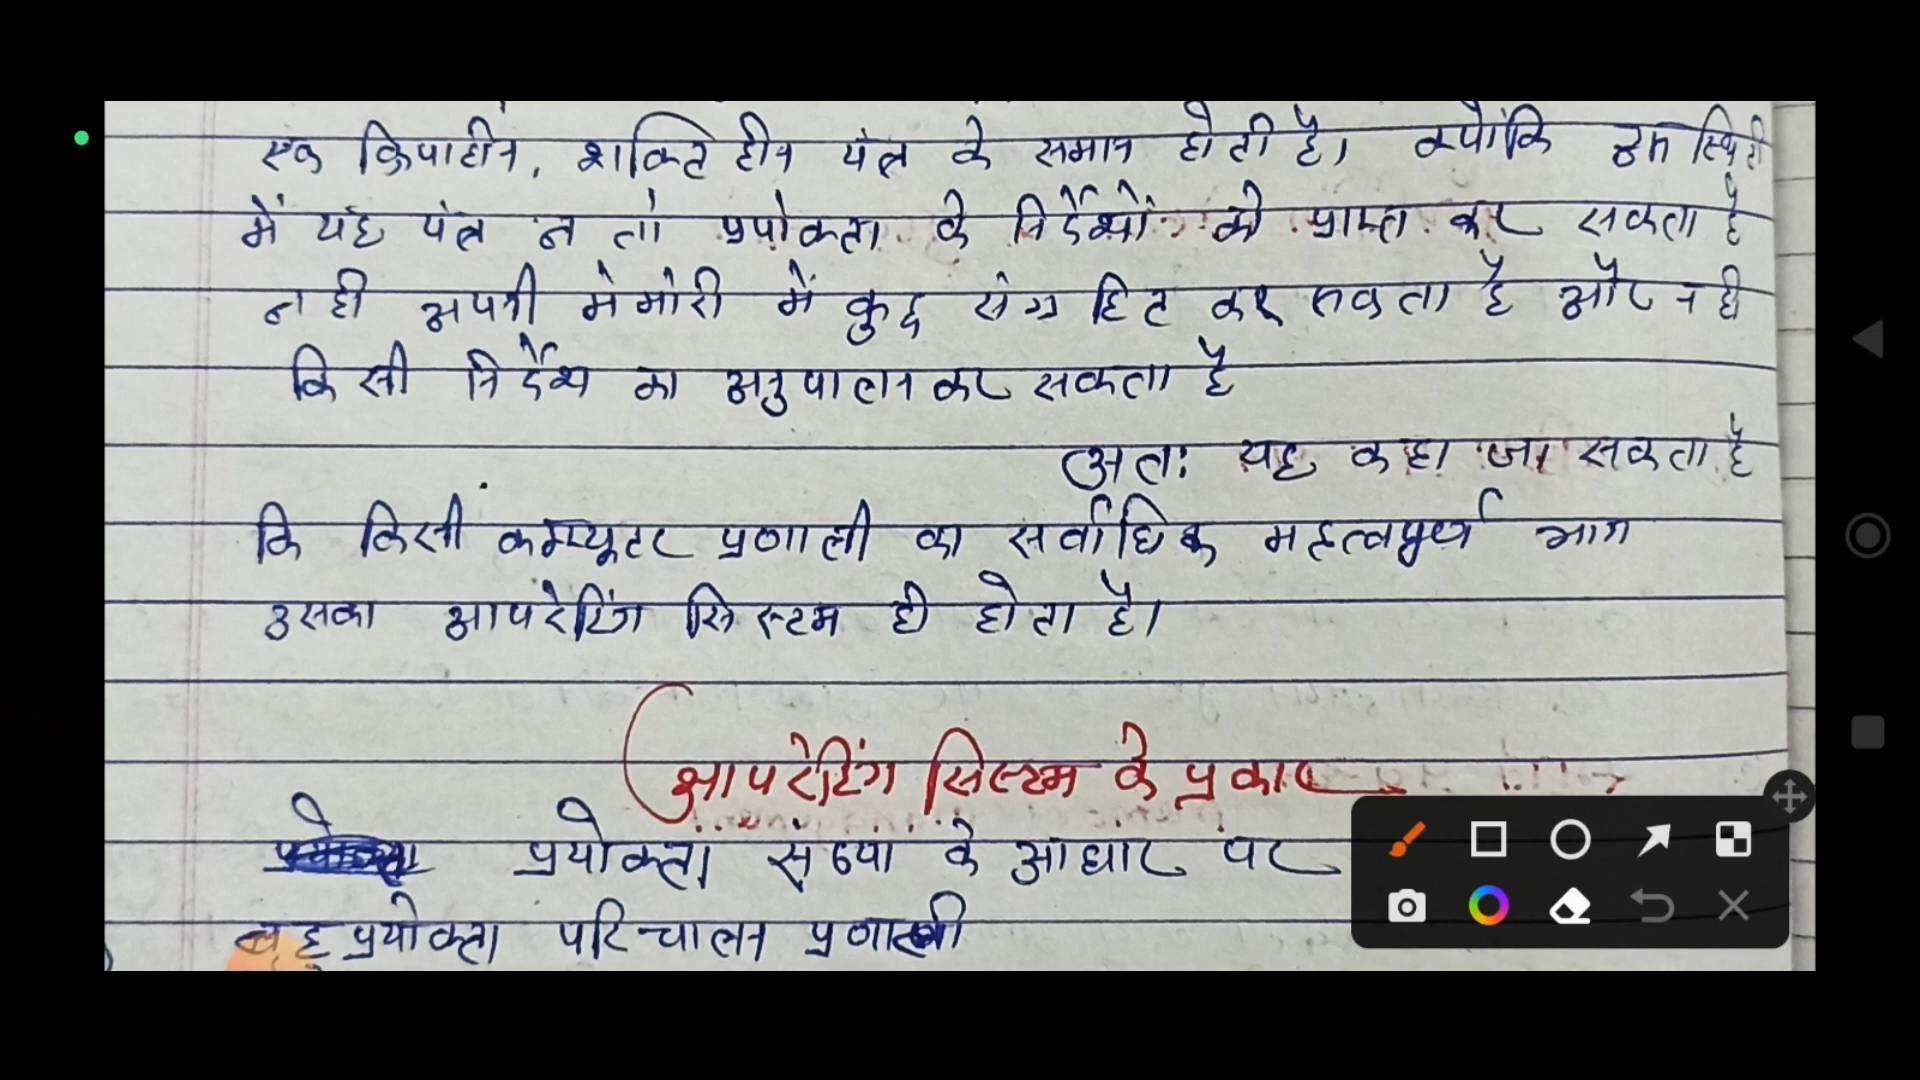 एक क्रियाहीन, शक्ति हीन यंत्र के समान होती है। क्योंकि इस स्थिती
में यह यंत्र न तो प्रयोक्ता के निर्देशों को प्राप्त कर सकता है
न ही अपनी मेमोरी में कुछ संग्रहित कर सकता है और न ही
किसी निर्देश का अनुपालन कर सकता है
अतः यह कहा जा सकता है
कि किसी कम्प्यूटर प्रणाली का सर्वाधिक महत्वपूर्ण भाग
उसका आपरेटिंग सिस्टम ही होता है।
आपरेटिंग सिस्टम के प्रकार
प्रयोक्ता संख्या के आधार पर
बहुप्रयोक्ता परिचालन प्रणाली